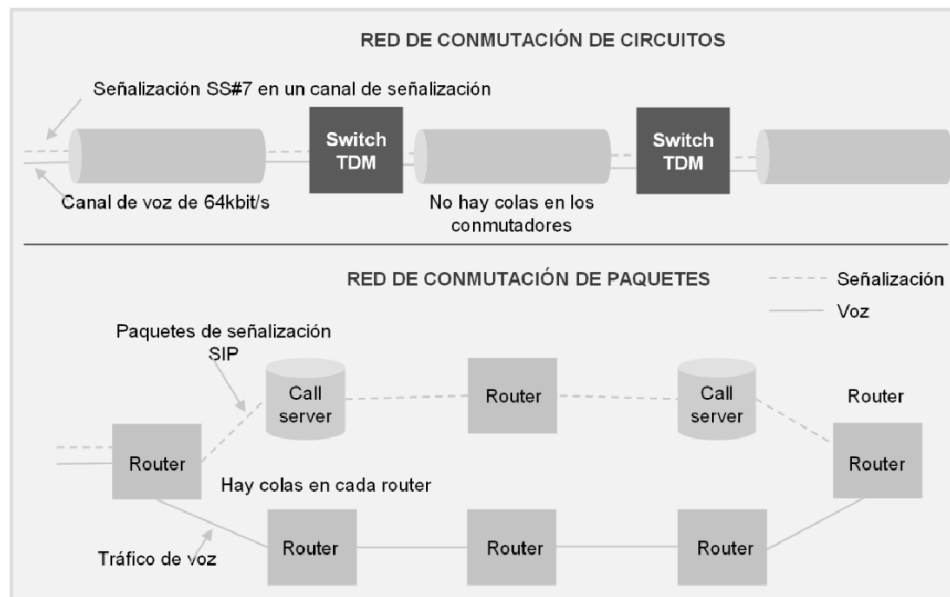 RED DE CONMUTACIÓN DE CIRCUITOS
Señalización SS#7 en un canal de señalización
Switch
TDM
Switch
TDM
Canal de voz de 64kbit/s
No hay colas en los
conmutadores
RED DE CONMUTACIÓN DE PAQUETES
Señalización
Voz
Paquetes de señalización
SIP
Call
server
Router
Call
server
Router
Router
Router
Hay colas en cada router
Tráfico de voz
Router
Router
Router